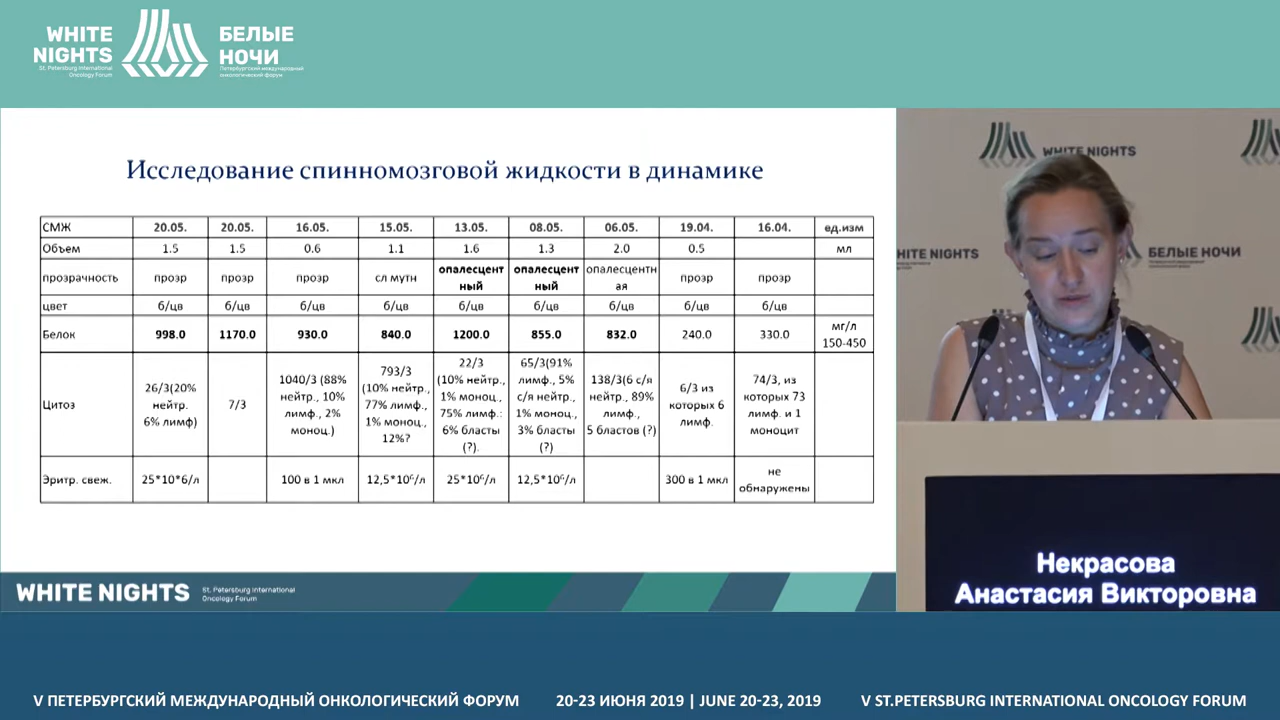 WHITE
NIGHTS
St. Petersburg International
Oncology Forum
БЕЛЫЕ
НОЧИ
Петербургский международный
онкологический форум
Исследование спинномозговой жидкости в динамике
СМЖ 20.05. 20.05. 16.05. 15.05. 13.05. 08.05. 06.05. 19.04. 16.04. ед.изм
Объем 1.5 1.5 0.6 1.1 1.6 1.3 2.0 0.5 мл
прозрачность прозр прозр прозр сл мутн опалесцент
ный опалесцент
ный опалесцентн
ая прозр прозр
цвет б/цв б/цв б/цв б/цв б/цв б/цв б/цв б/цв б/цв
Белок 998.0 1170.0 930.0 840.0 1200.0 855.0 832.0 240.0 330.0 мг/л
150-450
Цитоз
26/3(20%
нейтр.
6% лимф)
7/3
1040/3 (88%
нейтр., 10%
лимф., 2%
моноц.)
793/3
(10% нейтр.,
77% лимф.,
1% моноц.,
12%?
22/3
(10% нейтр.,
1% моноц.,
75% лимф.:
6% бласты
(?).
65/3(91%
лимф., 5%
с/я нейтр.,
1% моноц.,
3% бласты
(?)
138/3(6 с/я
нейтр., 89%
лимф.,
5 бластов (?)
6/3 из
которых 6
лимф.
74/3, из
которых 73
лимф. и 1
моноцит
Эритр. свеж. 25*10*6/л 100 в 1 мкл 12,5*10⁶/л 25*10⁶/л 12,5*10⁶/л 300 в 1 мкл не
обнаружены
WHITE NIGHTS
St. Petersburg International
Oncology Forum
WHITE NIGHTS
WHITE NIGHTS
БЕЛЫЕ НОЧИ
Некрасова
Анастасия Викторовна
V ПЕТЕРБУРГСКИЙ МЕЖДУНАРОДНЫЙ ОНКОЛОГИЧЕСКИЙ ФОРУМ 20-23 ИЮНЯ 2019 | JUNE 20-23, 2019 V ST.PETERSBURG INTERNATIONAL ONCOLOGY FORUM